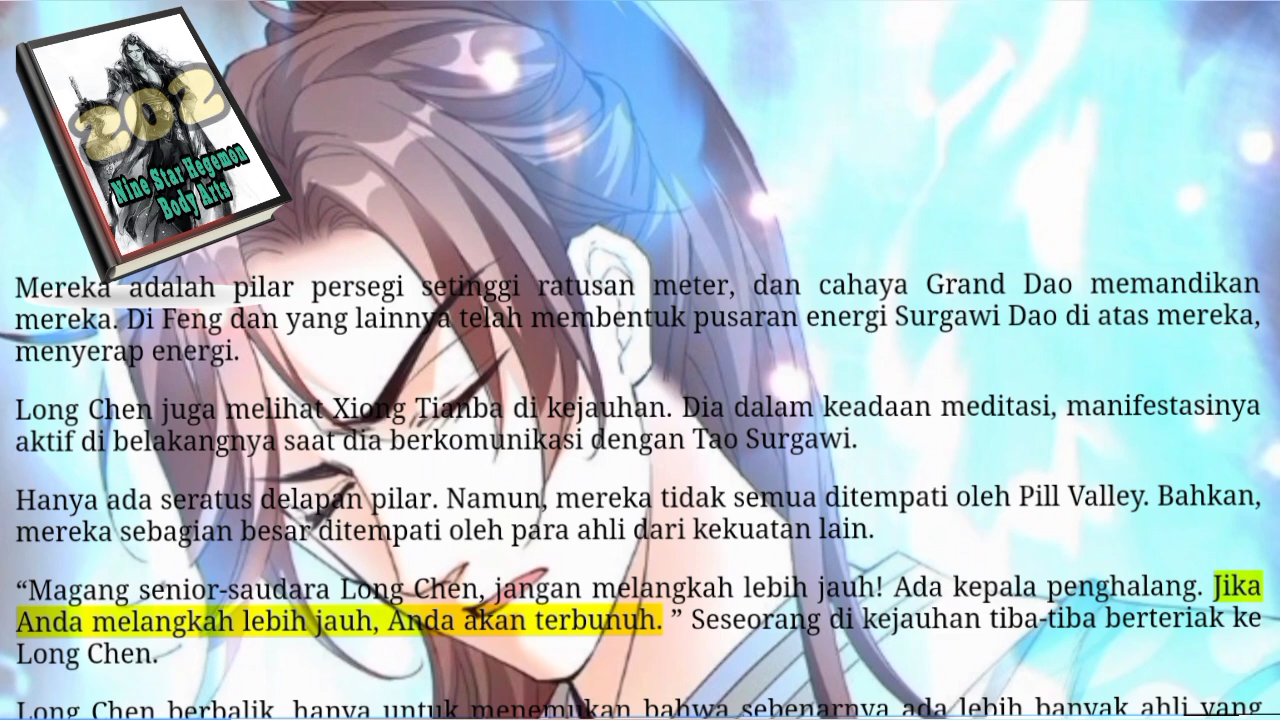 202
Nine Star Hegemon
Body Arts
Mereka adalah pilar persegi setinggi ratusan meter, dan cahaya Grand Dao memandikan
mereka. Di Feng dan yang lainnya telah membentuk pusaran energi Surgawi Dao di atas mereka,
menyerap energi.
Long Chen juga melihat Xiong Tianba di kejauhan. Dia dalam keadaan meditasi, manifestasinya
aktif di belakangnya saat dia berkomunikasi dengan Tao Surgawi.
Hanya ada seratus delapan pilar. Namun, mereka tidak semua ditempati oleh Pill Valley. Bahkan,
mereka sebagian besar ditempati oleh para ahli dari kekuatan lain.
“Magang senior-saudara Long Chen, jangan melangkah lebih jauh! Ada kepala penghalang. Jika
Anda melangkah lebih jauh, Anda akan terbunuh. ” Seseorang di kejauhan tiba-tiba berteriak ke
Long Chen.
Long Chen berbalik, hanya untuk menemukan bahwa sebenarnya ada lebih banyak ahli yang